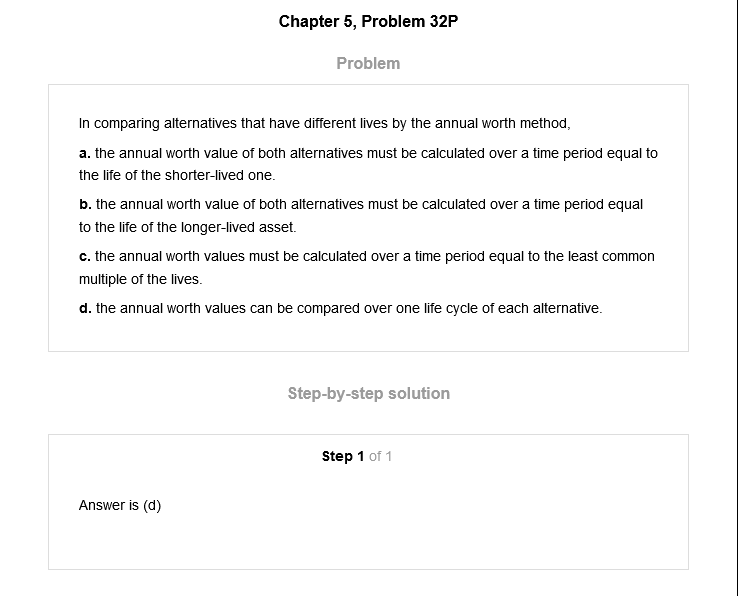 Chapter 5, Problem 32P
Problem
In comparing alternatives that have different lives by the annual worth method,
a. the annual worth value of both alternatives must be calculated over a time period equal to
the life of the shorter-lived one.
b. the annual worth value of both alternatives must be calculated over a time period equal
to the life of the longer-lived asset.
c. the annual worth values must be calculated over a time period equal to the least common
multiple of the lives.
d. the annual worth values can be compared over one life cycle of each alternative.
Step-by-step solution
Step 1 of 1
Answer is (d)